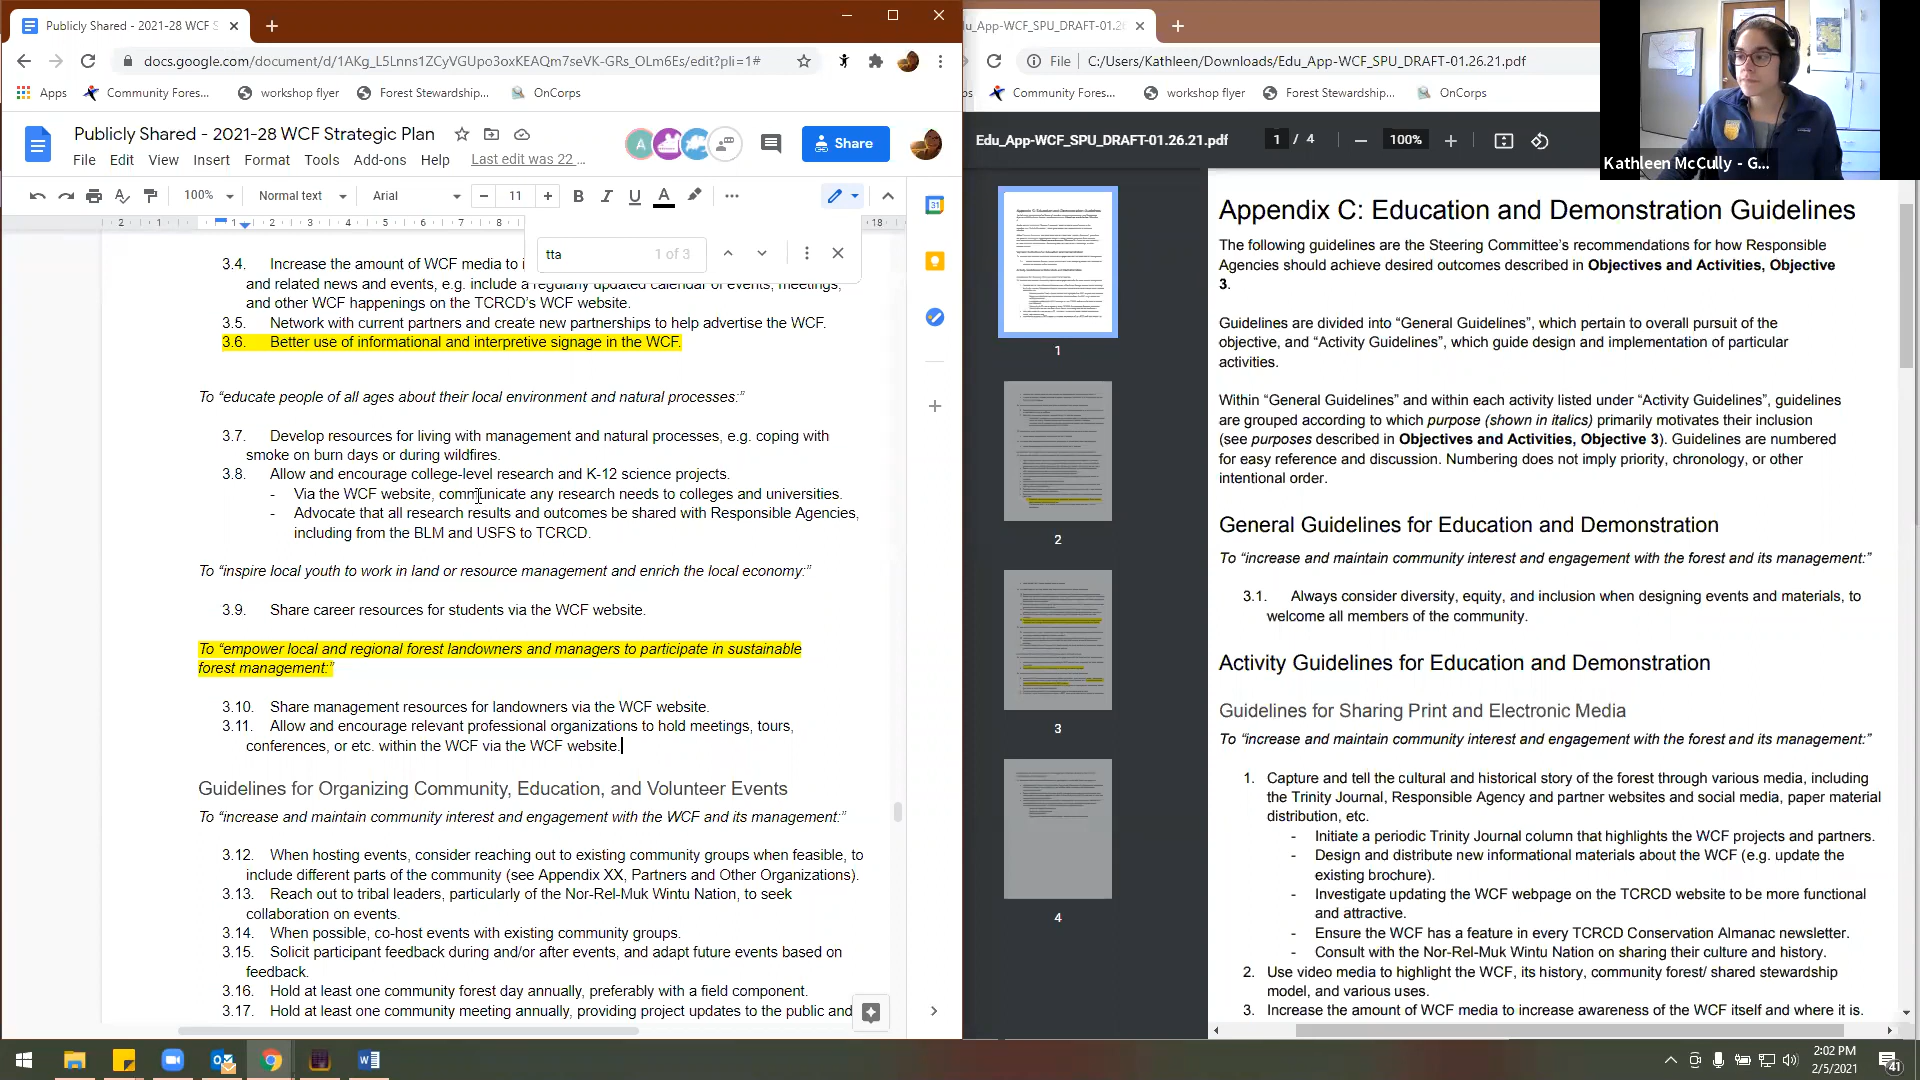 Publicly Shared - 2021-28 WCF S
docs.google.com/document/d/1AKg_L5Lnns1ZCyVGUpo3oxKEAQm7seVK-GRs_OLm6Es/edit?pli=1#
Apps
Community Fores...
workshop flyer
Forest Stewardship...
OnCorps
Publicly Shared - 2021-28 WCF Strategic Plan
A
Share
File Edit View Insert Format Tools Add-ons Help Last edit was 22 ...
100% Normal text Arial 11 B I U A
2 1 1 2 3 4 5 6 7 18
tta 1 of 3
3.4. Increase the amount of WCF media to i
and related news and events, e.g. include a regularly updated calendar of events, meetings,
and other WCF happenings on the TCRCD's WCF website.
3.5. Network with current partners and create new partnerships to help advertise the WCF.
3.6. Better use of informational and interpretive signage in the WCF.
To “educate people of all ages about their local environment and natural processes:”
3.7. Develop resources for living with management and natural processes, e.g. coping with
smoke on burn days or during wildfires.
3.8. Allow and encourage college-level research and K-12 science projects.
- Via the WCF website, communicate any research needs to colleges and universities.
- Advocate that all research results and outcomes be shared with Responsible Agencies,
including from the BLM and USFS to TCRCD.
To “inspire local youth to work in land or resource management and enrich the local economy:”
3.9. Share career resources for students via the WCF website.
To “empower local and regional forest landowners and managers to participate in sustainable
forest management:”
3.10. Share management resources for landowners via the WCF website.
3.11. Allow and encourage relevant professional organizations to hold meetings, tours,
conferences, or etc. within the WCF via the WCF website.
Guidelines for Organizing Community, Education, and Volunteer Events
To “increase and maintain community interest and engagement with the WCF and its management:”
3.12. When hosting events, consider reaching out to existing community groups when feasible, to
include different parts of the community (see Appendix XX, Partners and Other Organizations).
3.13. Reach out to tribal leaders, particularly of the Nor-Rel-Muk Wintu Nation, to seek
collaboration on events.
3.14. When possible, co-host events with existing community groups.
3.15. Solicit participant feedback during and/or after events, and adapt future events based on
feedback.
3.16. Hold at least one community forest day annually, preferably with a field component.
3.17. Hold at least one community meeting annually, providing project updates to the public and
31
du_App-WCF_SPU_DRAFT-01.2
File C:/Users/Kathleen/Downloads/Edu_App-WCF_SPU_DRAFT-01.26.21.pdf
ps
Community Fores...
workshop flyer
Forest Stewardship...
OnCorps
Edu_App-WCF_SPU_DRAFT-01.26.21.pdf 1 / 4 100%
Kathleen McCully - G...
1
2
3
4
Appendix C: Education and Demonstration Guidelines
The following guidelines are the Steering Committee's recommendations for how Responsible
Agencies should achieve desired outcomes described in Objectives and Activities, Objective
3.
Guidelines are divided into “General Guidelines”, which pertain to overall pursuit of the
objective, and “Activity Guidelines”, which guide design and implementation of particular
activities.
Within “General Guidelines” and within each activity listed under “Activity Guidelines”, guidelines
are grouped according to which purpose (shown in italics) primarily motivates their inclusion
(see purposes described in Objectives and Activities, Objective 3). Guidelines are numbered
for easy reference and discussion. Numbering does not imply priority, chronology, or other
intentional order.
General Guidelines for Education and Demonstration
To “increase and maintain community interest and engagement with the forest and its management:”
3.1. Always consider diversity, equity, and inclusion when designing events and materials, to
welcome all members of the community.
Activity Guidelines for Education and Demonstration
Guidelines for Sharing Print and Electronic Media
To “increase and maintain community interest and engagement with the forest and its management:”
1. Capture and tell the cultural and historical story of the forest through various media, including
the Trinity Journal, Responsible Agency and partner websites and social media, paper material
distribution, etc.
- Initiate a periodic Trinity Journal column that highlights the WCF projects and partners.
- Design and distribute new informational materials about the WCF (e.g. update the
existing brochure).
- Investigate updating the WCF webpage on the TCRCD website to be more functional
and attractive.
- Ensure the WCF has a feature in every TCRCD Conservation Almanac newsletter.
- Consult with the Nor-Rel-Muk Wintu Nation on sharing their culture and history.
2. Use video media to highlight the WCF, its history, community forest/ shared stewardship
model, and various uses.
3. Increase the amount of WCF media to increase awareness of the WCF itself and where it is.
2:02 PM
2/5/2021
41